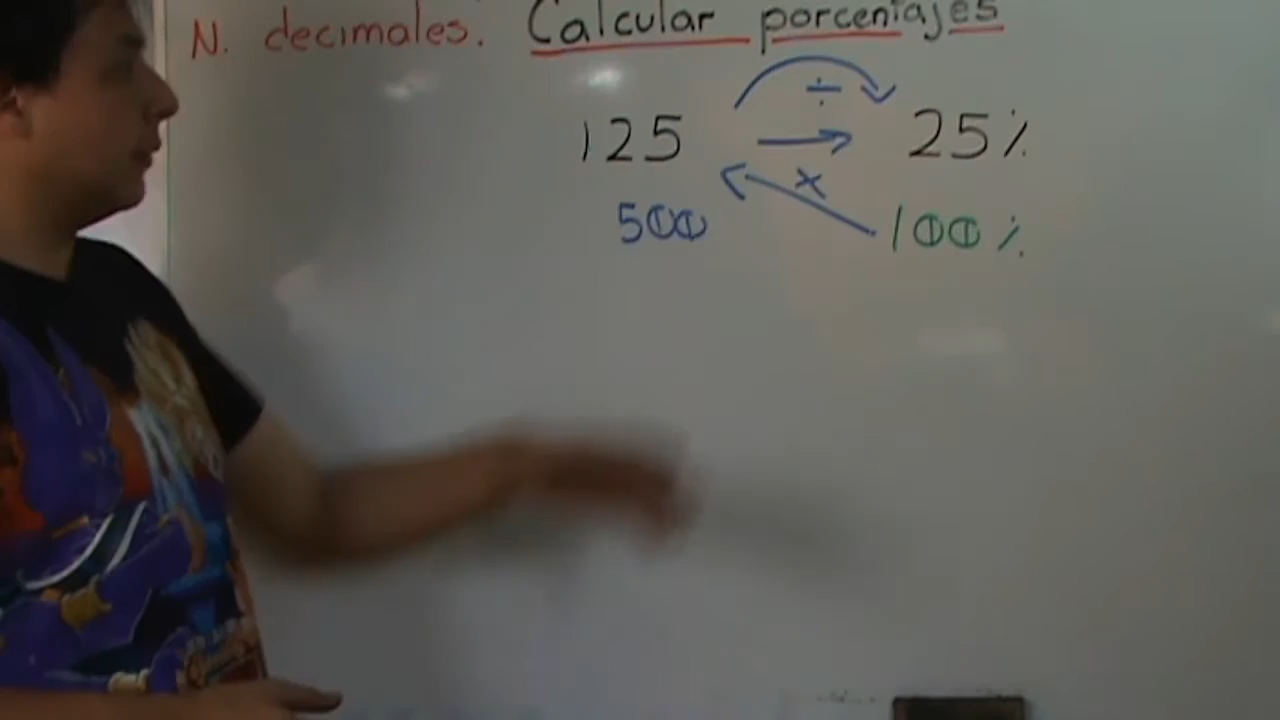 N. decimales. Calcular porcentajes
÷
125 → 25%
x
500 100%